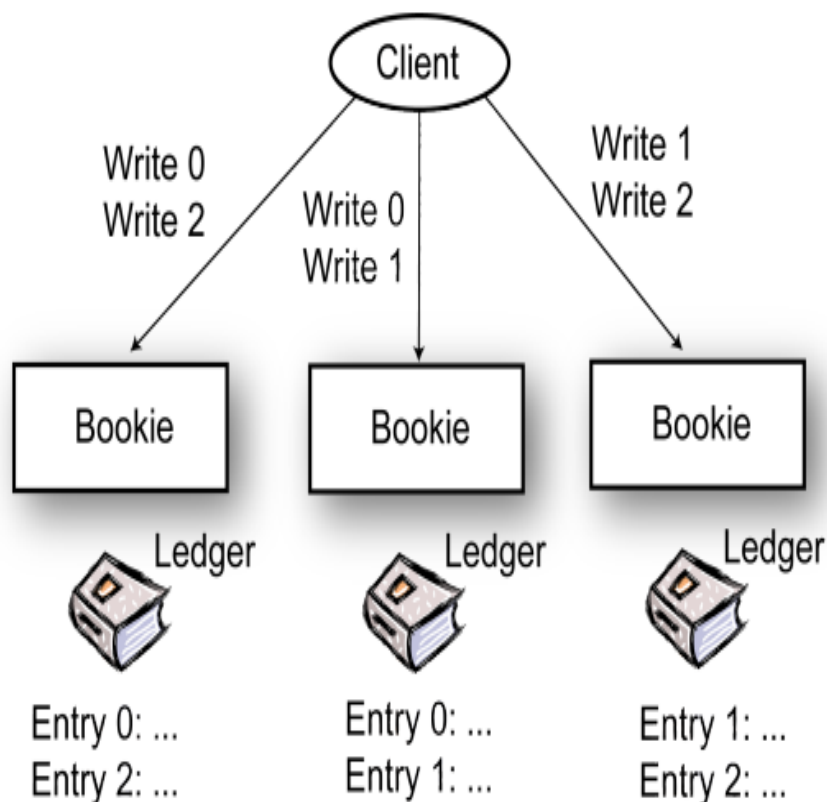 Client
Write 0
Write 2
Write 0
Write 1
Write 1
Write 2
Bookie
Bookie
Bookie
Ledger
Ledger
Ledger
Entry 0: ...
Entry 2: ...
Entry 0: ...
Entry 1: ...
Entry 1: ...
Entry 2: ...